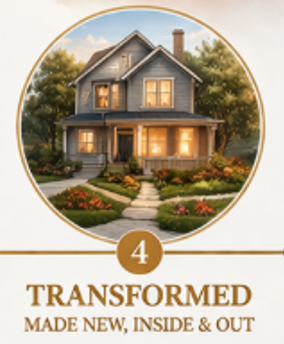 4
TRANSFORMED
MADE NEW, INSIDE & OUT